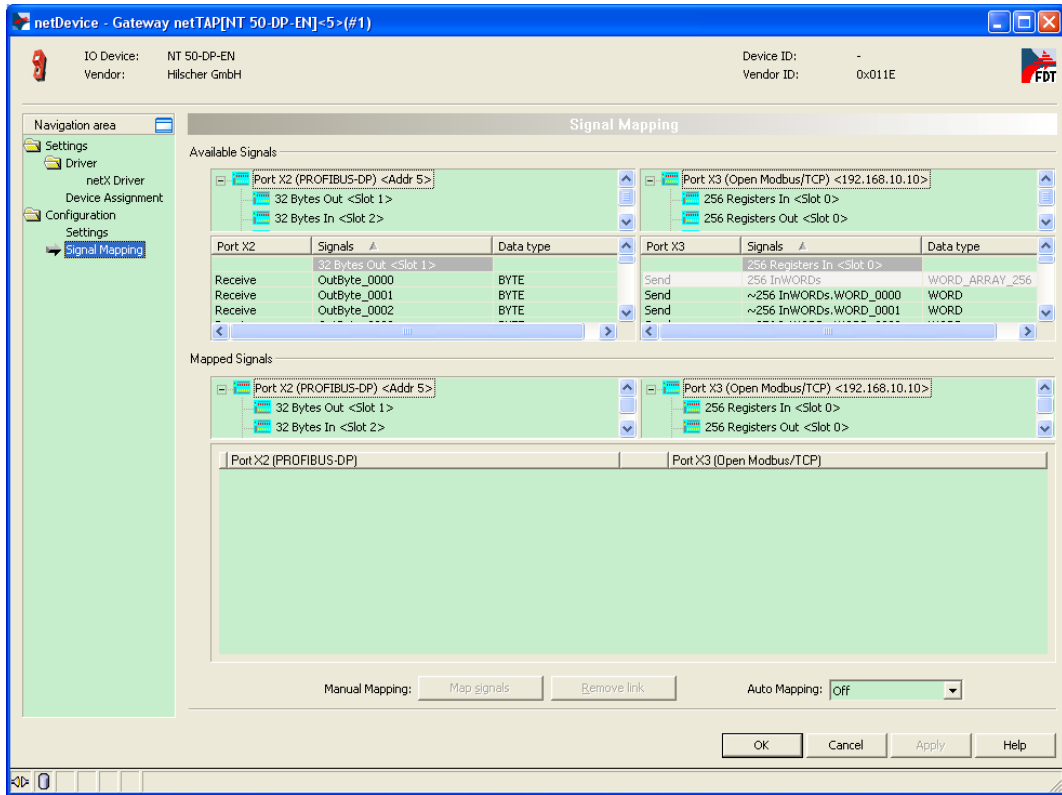 netDevice - Gateway netTAP[NT 50-DP-EN]<5>(#1)
IO Device: NT 50-DP-EN Device ID: -
Vendor: Hilscher GmbH Vendor ID: 0x011E
FDT
Navigation area
Settings
Driver
netX Driver
Device Assignment
Configuration
Settings
Signal Mapping
Signal Mapping
Available Signals
Port X2 (PROFIBUS-DP) <Addr 5>
32 Bytes Out <Slot 1>
32 Bytes In <Slot 2>
Port X3 (Open Modbus/TCP) <192.168.10.10>
256 Registers In <Slot 0>
256 Registers Out <Slot 0>
Port X2 Signals Data type
32 Bytes Out <Slot 1>
Receive OutByte_0000 BYTE
Receive OutByte_0001 BYTE
Receive OutByte_0002 BYTE
Port X3 Signals Data type
256 Registers In <Slot 0>
Send 256 InWORDs WORD_ARRAY_256
Send ~256 InWORDs.WORD_0000 WORD
Send ~256 InWORDs.WORD_0001 WORD
Mapped Signals
Port X2 (PROFIBUS-DP) <Addr 5>
32 Bytes Out <Slot 1>
32 Bytes In <Slot 2>
Port X3 (Open Modbus/TCP) <192.168.10.10>
256 Registers In <Slot 0>
256 Registers Out <Slot 0>
Port X2 (PROFIBUS-DP) Port X3 (Open Modbus/TCP)
Manual Mapping: Map signals Remove link Auto Mapping: Off
OK Cancel Apply Help